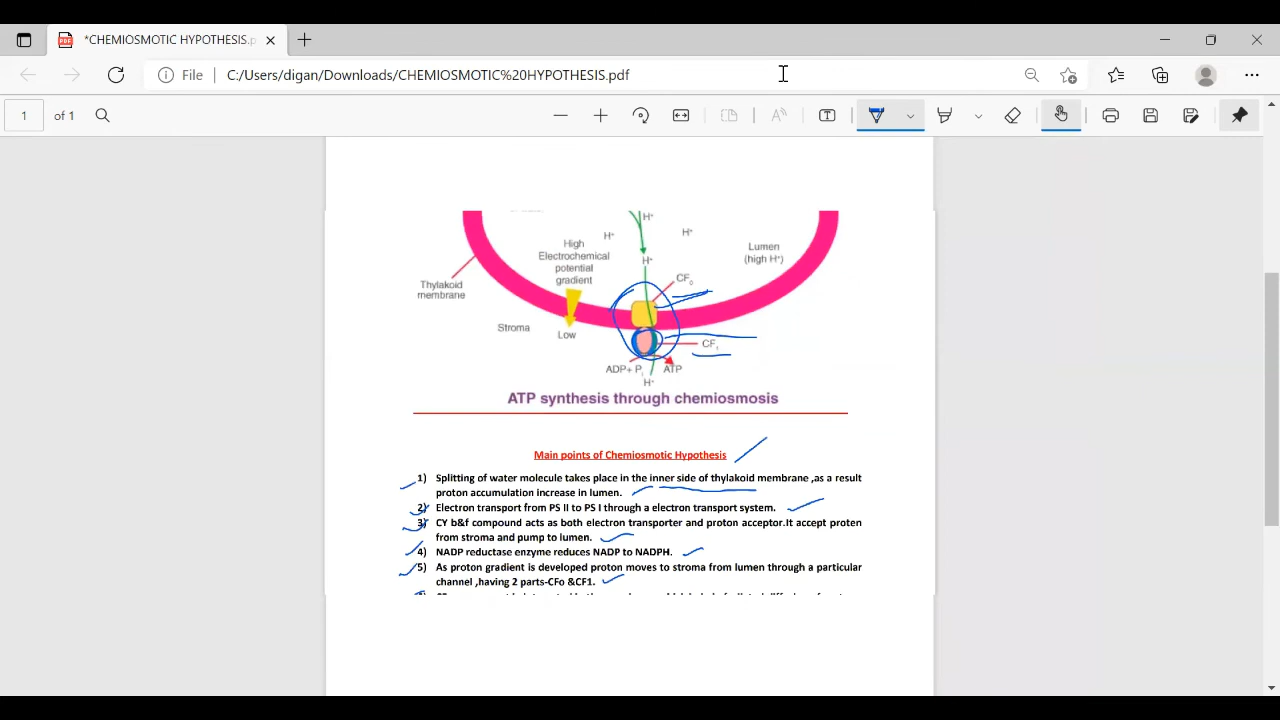 *CHEMIOSMOTIC HYPOTHESIS.p
File
C:/Users/digan/Downloads/CHEMIOSMOTIC%20HYPOTHESIS.pdf
1 of 1
H⁺
H⁺ H⁺
High
Electrochemical
potential
gradient
Lumen
(high H⁺)
H⁺
CF₀
Thylakoid
membrane
Stroma
Low
CF₁
ADP+ Pᵢ ATP
H⁺
ATP synthesis through chemiosmosis
Main points of Chemiosmotic Hypothesis
1) Splitting of water molecule takes place in the inner side of thylakoid membrane ,as a result
proton accumulation increase in lumen.
2) Electron transport from PS II to PS I through a electron transport system.
3) CY b&f compound acts as both electron transporter and proton acceptor.It accept proten
from stroma and pump to lumen.
4) NADP reductase enzyme reduces NADP to NADPH.
5) As proton gradient is developed proton moves to stroma from lumen through a particular
channel ,having 2 parts-CFo &CF1.